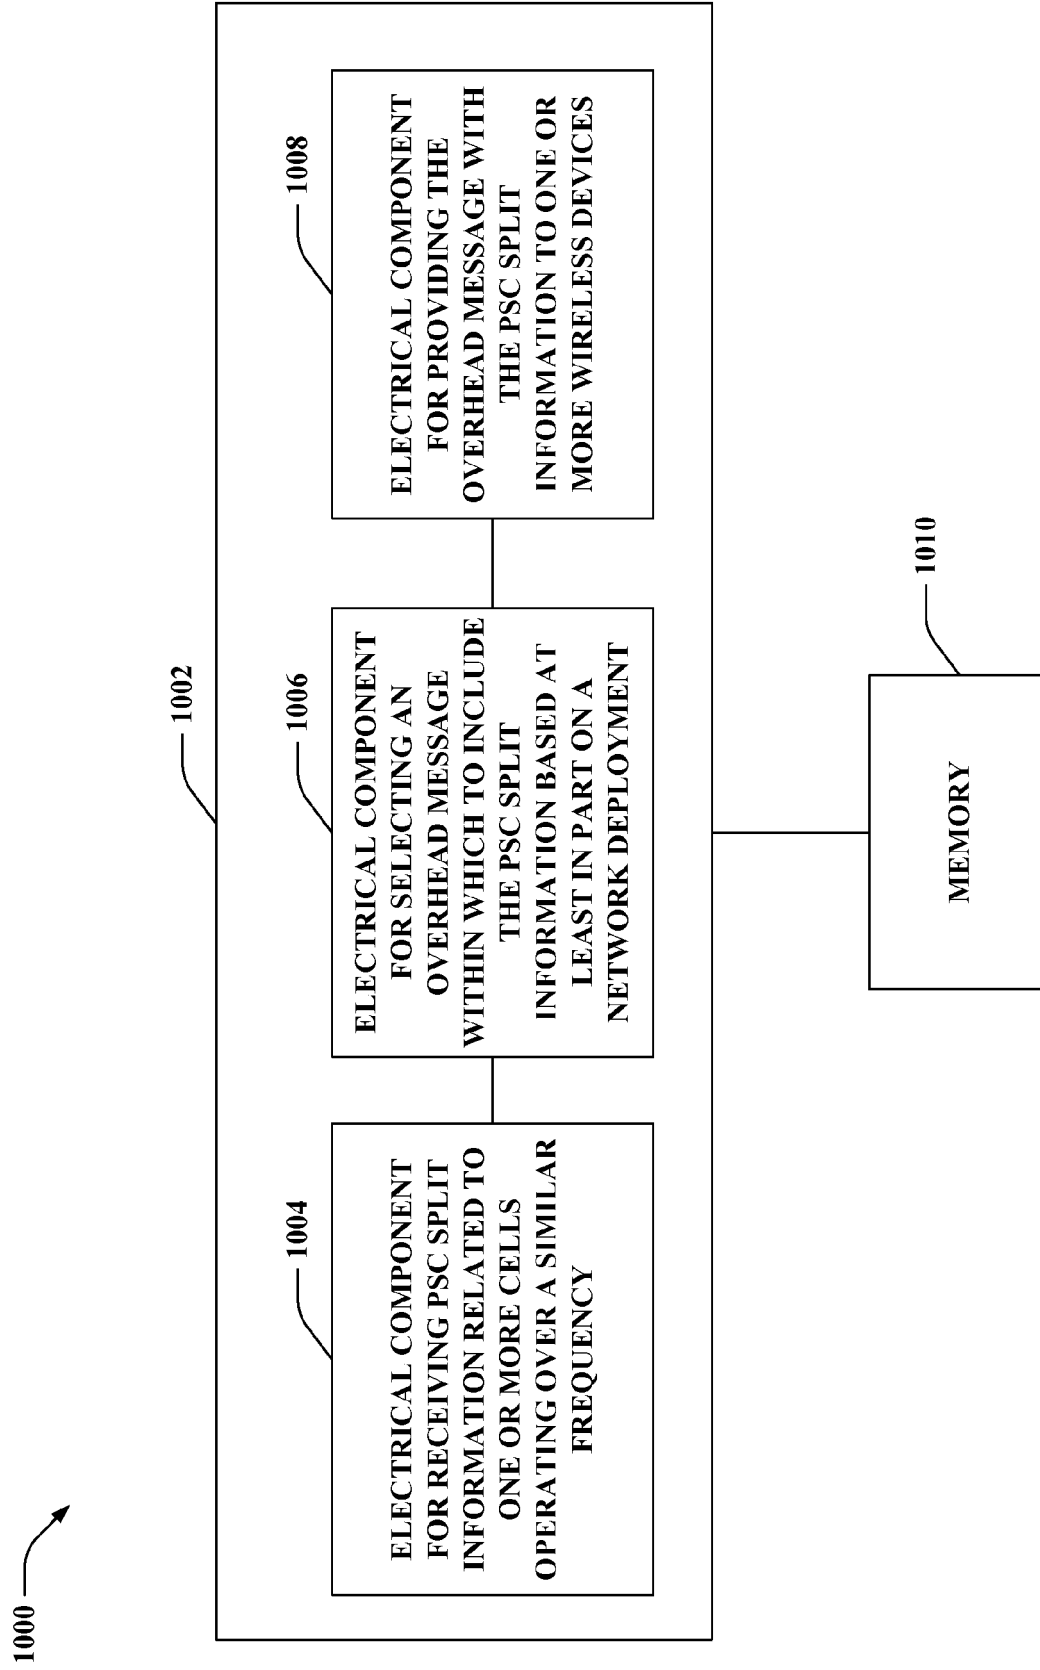 1000
1002
1004
ELECTRICAL COMPONENT
FOR RECEIVING PSC SPLIT
INFORMATION RELATED TO
ONE OR MORE CELLS
OPERATING OVER A SIMILAR
FREQUENCY
1006
ELECTRICAL COMPONENT
FOR SELECTING AN
OVERHEAD MESSAGE
WITHIN WHICH TO INCLUDE
THE PSC SPLIT
INFORMATION BASED AT
LEAST IN PART ON A
NETWORK DEPLOYMENT
1008
ELECTRICAL COMPONENT
FOR PROVIDING THE
OVERHEAD MESSAGE WITH
THE PSC SPLIT
INFORMATION TO ONE OR
MORE WIRELESS DEVICES
1010
MEMORY